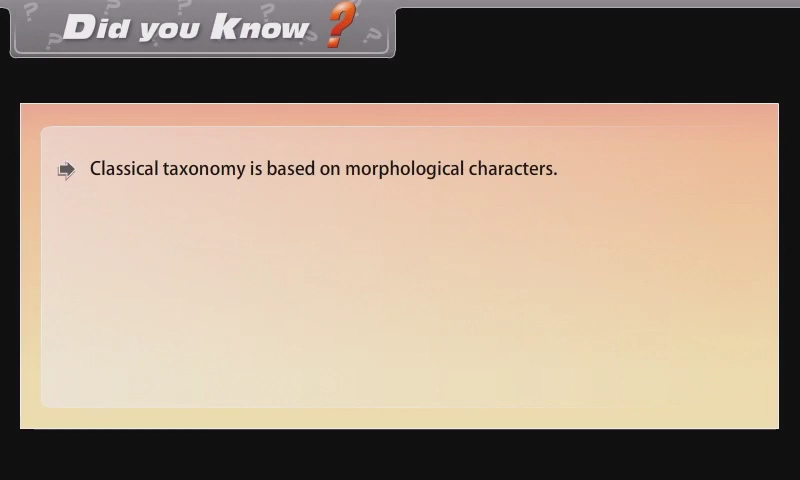 Did you Know ?
Classical taxonomy is based on morphological characters.